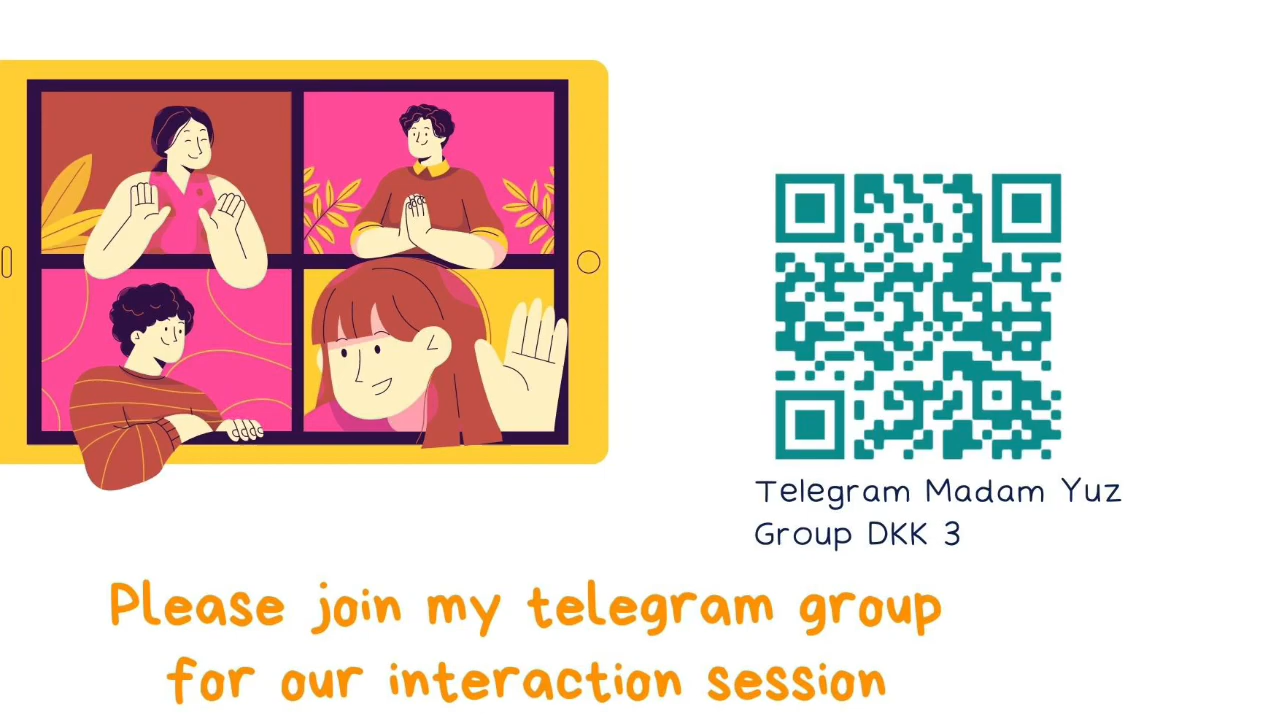 Telegram Madam Yuz
Group DKK 3
Please join my telegram group
for our interaction session